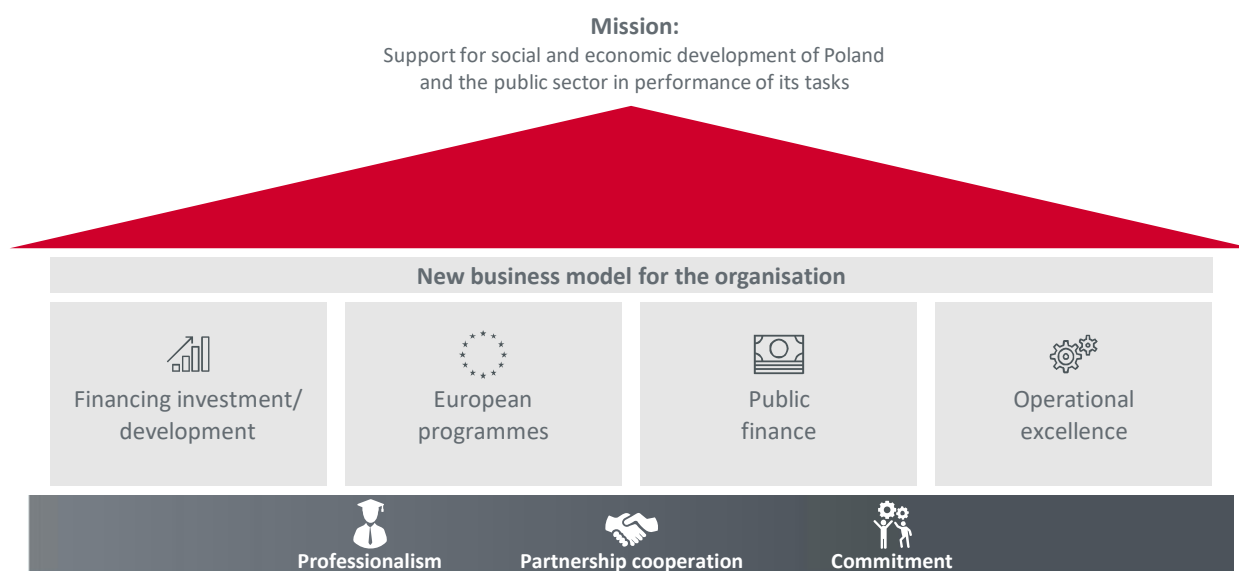 Mission:
Support for social and economic development of Poland
and the public sector in performance of its tasks
New business model for the organisation
Financing investment/
development
European
programmes
Public
finance
Operational
excellence
Professionalism
Partnership cooperation
Commitment